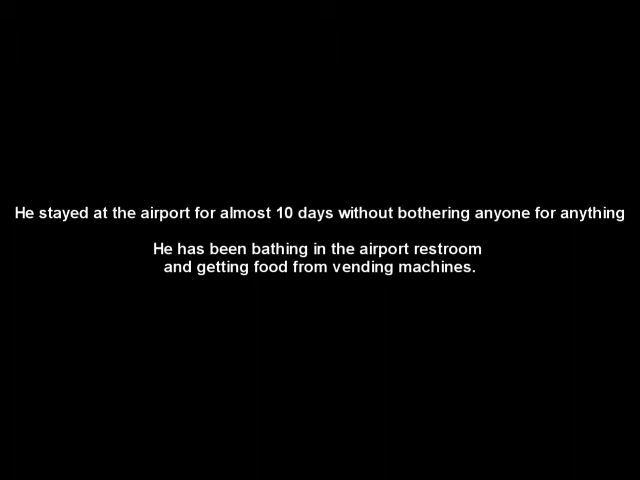 He stayed at the airport for almost 10 days without bothering anyone for anything
He has been bathing in the airport restroom
and getting food from vending machines.